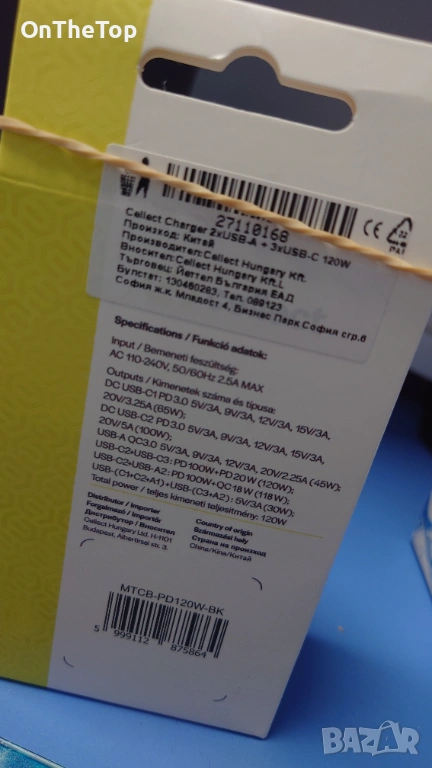 OnTheTop
27110168
Cellect Charger 2xUSB-A + 3xUSB-C 120W
Произход: Китай
Производител:Cellect Hungary Kft.
Вносител:Cellect Hungary Kft.L
Търговец: Йеттел България ЕАД
Булстат: 130460283, Тел. 089123
София ж.к. Младост 4, Бизнес Парк София сгр.6
CE
PAP
Specifications / Funkció adatok:
Input / Bemeneti feszültség:
AC 110-240V, 50/60Hz 2.5A MAX
Outputs / Kimenetek száma és típusa:
DC USB-C1 PD3.0 5V/3A, 9V/3A, 12V/3A, 15V/3A,
20V/3.25A (65W);
DC USB-C2 PD3.0 5V/3A, 9V/3A, 12V/3A, 15V/3A,
20V/5A (100W);
USB-A QC3.0 5V/3A, 9V/3A, 12V/3A, 20V/2.25A (45W);
USB-C2+USB-C3: PD100W+PD20W (120W);
USB-C2+USB-A2: PD100W+QC18W (118W);
USB-(C1+C2+A1)+USB-(C3+A2): 5V/3A (30W);
Total power / teljes kimeneti teljesítmény: 120W
Distributor / Importer
Forgalmazó / Importőr
Дистрибутор / Вносител
Cellect Hungary Ltd. H-1101
Budapest, Albertirsai str. 3.
Country of origin
Származási hely
Страна на произход
China/Kína/Китай
MTCB-PD120W-BK
5 999112 875864
BAZAR